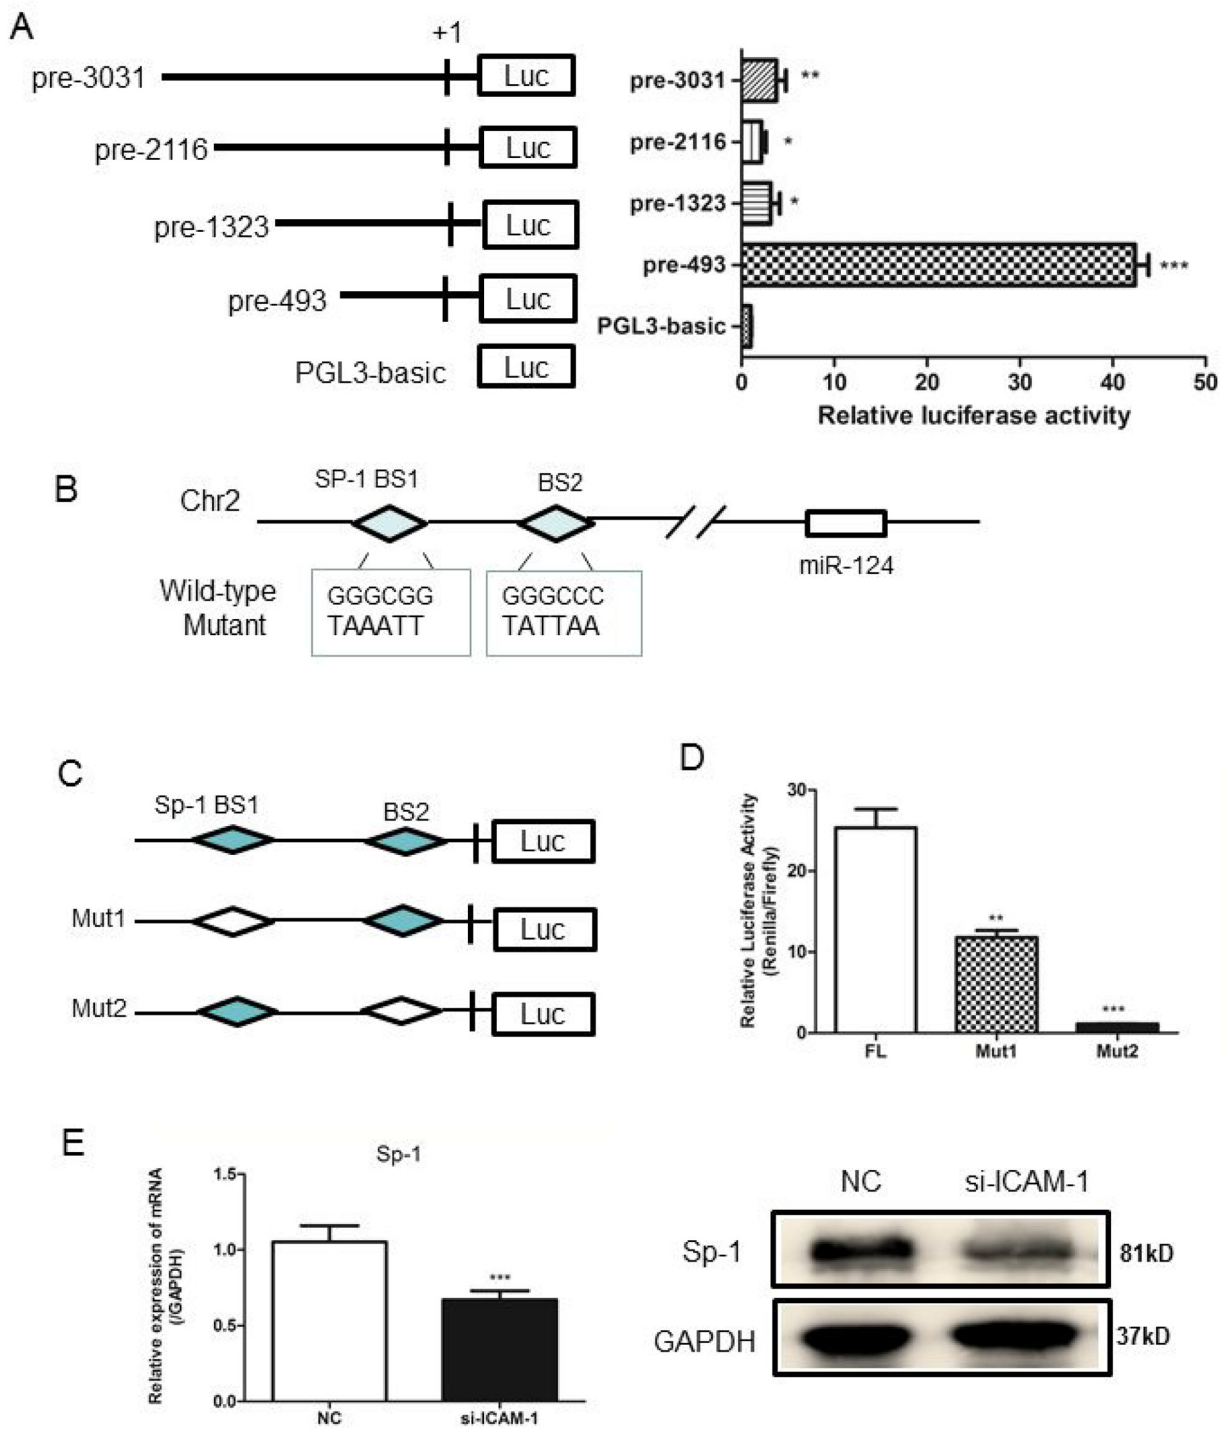 A
+1
pre-3031
Luc
pre-2116
Luc
pre-1323
Luc
pre-493
Luc
PGL3-basic
Luc
pre-3031
**
pre-2116
*
pre-1323
*
pre-493
***
PGL3-basic
0 10 20 30 40 50
Relative luciferase activity
B
SP-1 BS1
BS2
Chr2
miR-124
Wild-type
Mutant
GGGCGG
TAAATT
GGGCCC
TATTAA
C
Sp-1 BS1
BS2
Luc
Mut1
Luc
Mut2
Luc
D
Relative Luciferase Activity
(Renilla/Firefly)
30
20
10
0
**
***
FL Mut1 Mut2
E
Sp-1
Relative expression of mRNA
(/GAPDH)
1.5
1.0
0.5
0.0
***
NC si-ICAM-1
NC si-ICAM-1
Sp-1 81kD
GAPDH 37kD